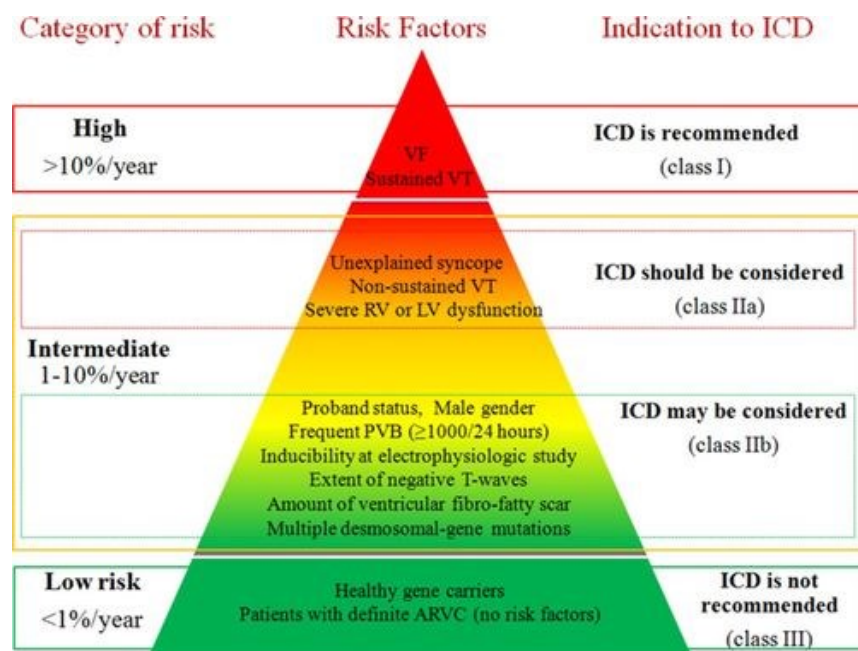 Category of risk
Risk Factors
Indication to ICD
High
>10%/year
VF
Sustained VT
ICD is recommended
(class I)
Unexplained syncope
Non-sustained VT
Severe RV or LV dysfunction
ICD should be considered
(class IIa)
Intermediate
1-10%/year
Proband status, Male gender
Frequent PVB (≥1000/24 hours)
Inducibility at electrophysiologic study
Extent of negative T-waves
Amount of ventricular fibro-fatty scar
Multiple desmosomal-gene mutations
ICD may be considered
(class IIb)
Low risk
<1%/year
Healthy gene carriers
Patients with definite ARVC (no risk factors)
ICD is not
recommended
(class III)